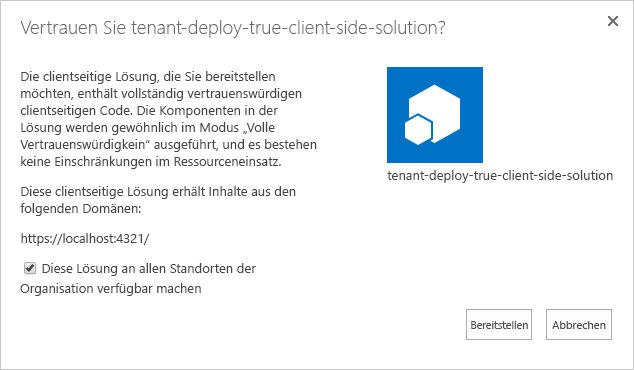 Vertrauen Sie tenant-deploy-true-client-side-solution?
Die clientseitige Lösung, die Sie bereitstellen
möchten, enthält vollständig vertrauenswürdigen
clientseitigen Code. Die Komponenten in der
Lösung werden gewöhnlich im Modus „Volle
Vertrauenswürdigkein“ ausgeführt, und es bestehen
keine Einschränkungen im Ressourceneinsatz.
Diese clientseitige Lösung erhält Inhalte aus den
folgenden Domänen:
https://localhost:4321/
Diese Lösung an allen Standorten der
Organisation verfügbar machen
tenant-deploy-true-client-side-solution
Bereitstellen
Abbrechen